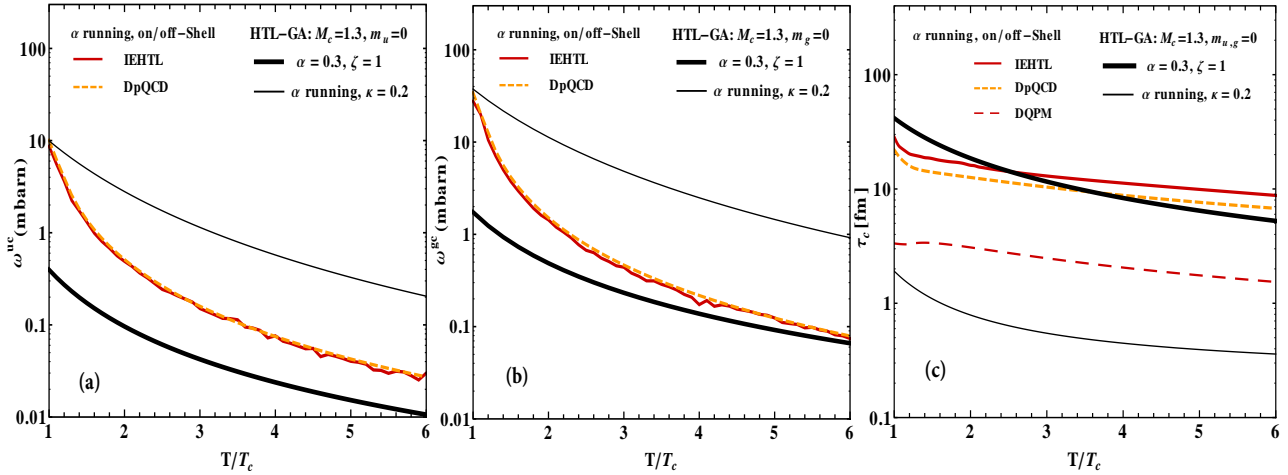 α running, on/off-Shell
IEHTL
DpQCD
HTL-GA: M_c=1.3, m_u=0
α = 0.3, ζ = 1
α running, κ = 0.2
100
10
1
0.1
0.01
ω^uc (mbarn)
(a)
1 2 3 4 5 6
T/T_c
α running, on/off-Shell
IEHTL
DpQCD
HTL-GA: M_c=1.3, m_g=0
α = 0.3, ζ = 1
α running, κ = 0.2
100
10
1
0.1
0.01
ω^gc (mbarn)
(b)
1 2 3 4 5 6
T/T_c
α running, on/off-Shell
IEHTL
DpQCD
DQPM
HTL-GA: M_c=1.3, m_u,g=0
α = 0.3, ζ = 1
α running, κ = 0.2
100
10
1
0.1
τ_c [fm]
(c)
1 2 3 4 5 6
T/T_c